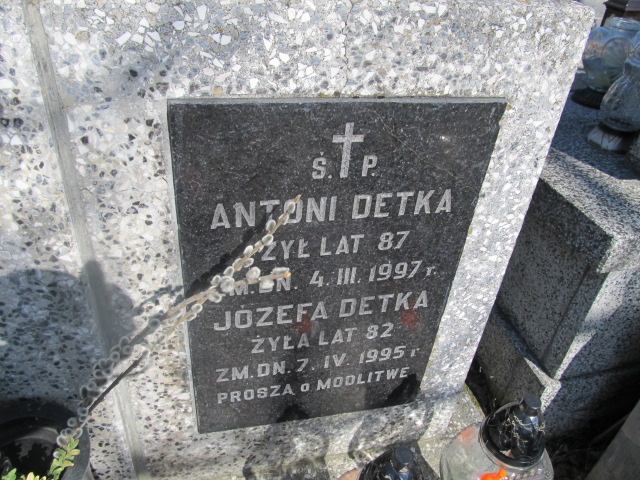 Ś. P.
ANTONI DETKA
ŻYŁ LAT 87
ZM. DN. 4. III. 1997 r.
JÓZEFA DETKA
ŻYŁA LAT 82
ZM. DN. 7. IV. 1995 r
PROSZĄ O MODLITWĘ